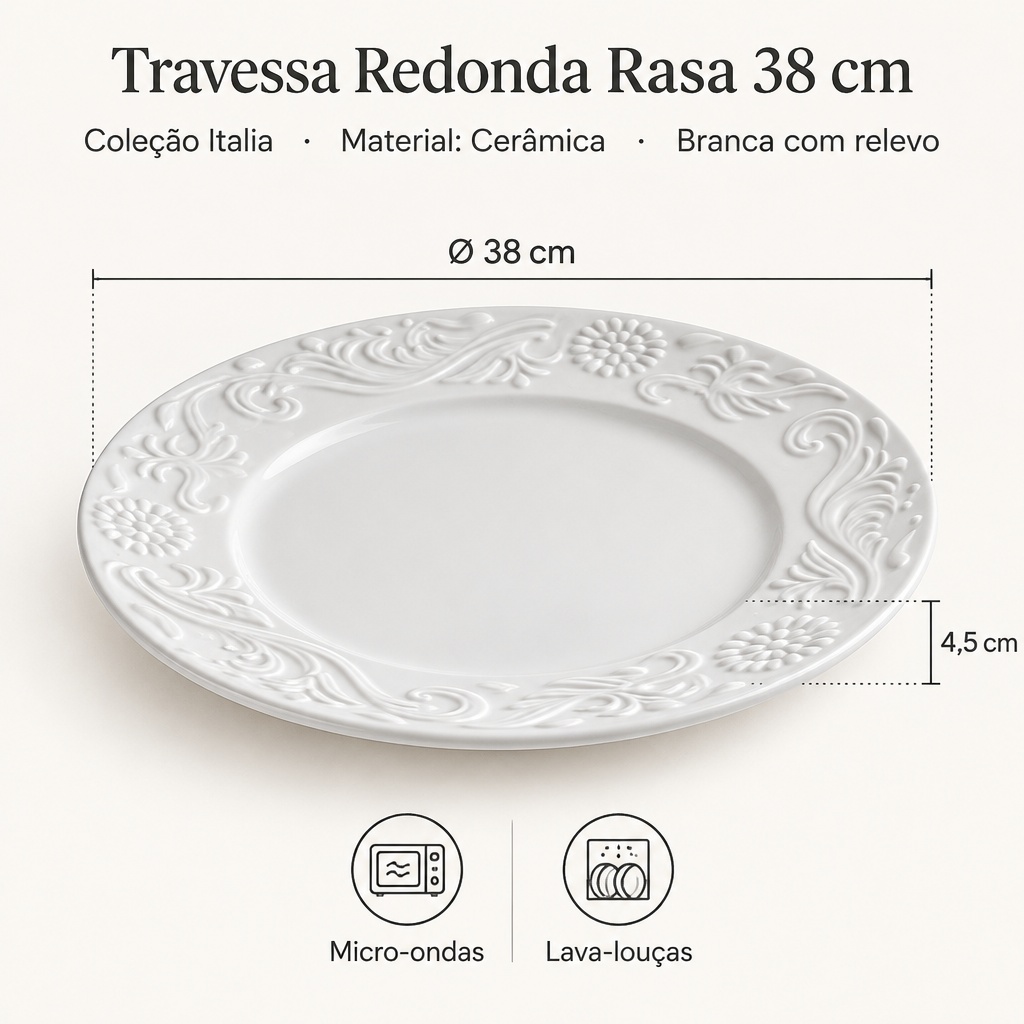 Travessa Redonda Rasa 38 cm
Coleção Italia · Material: Cerâmica · Branca com relevo
Ø 38 cm
4,5 cm
Micro-ondas
Lava-louças